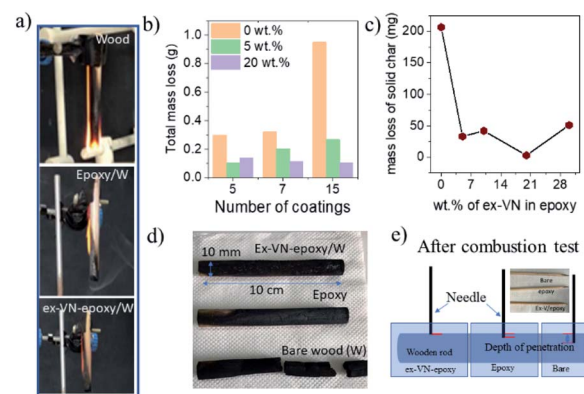 a)
Wood
Epoxy/W
ex-VN-epoxy/W
b)
Total mass loss (g)
1.0
0.8
0.6
0.4
0.2
0.0
0 wt.%
5 wt.%
20 wt.%
5
7
15
Number of coatings
c)
mass loss of solid char (mg)
200
150
100
50
0
0
7
14
21
28
wt.% of ex-VN in epoxy
d)
10 mm
Ex-VN-epoxy/W
10 cm
Epoxy
Bare wood (W)
e)
After combustion test
Bare
epoxy
Ex-V/epoxy
Needle
Wooden rod
Depth of penetration
ex-VN-epoxy
Epoxy
Bare